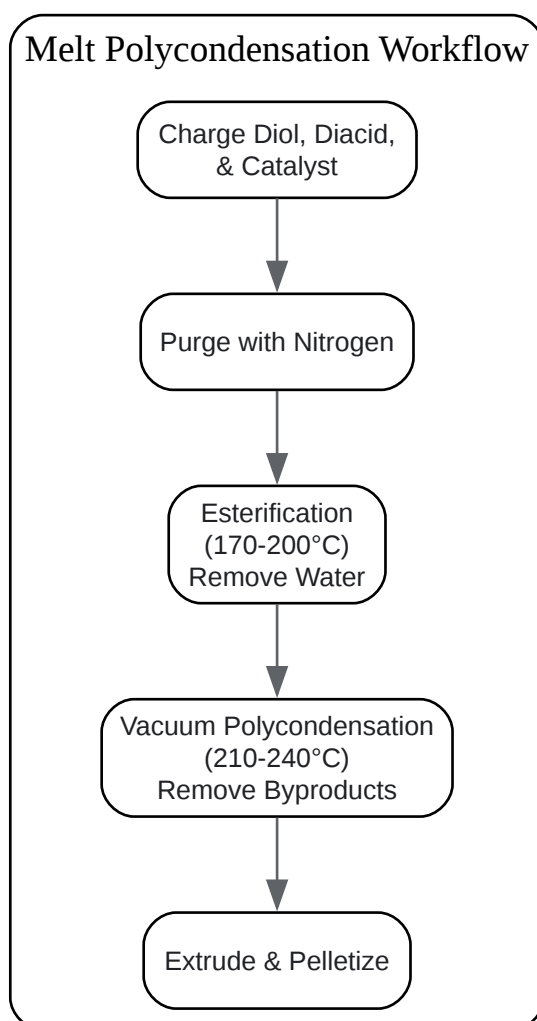 Melt Polycondensation Workflow
Charge Diol, Diacid,
& Catalyst
Purge with Nitrogen
Esterification
(170-200°C)
Remove Water
Vacuum Polycondensation
(210-240°C)
Remove Byproducts
Extrude & Pelletize